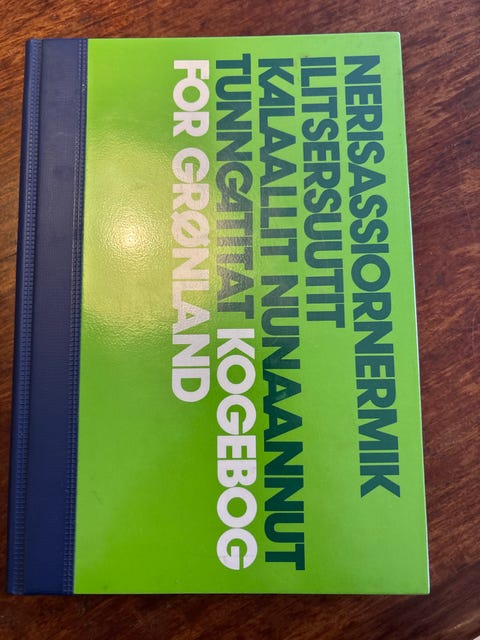 NERISASSIORNERMIK
ILITSERSUUTIT
KALAALLIT NUNAANNUT
TUNNGATITAT KOGEBOG
FOR GRØNLAND